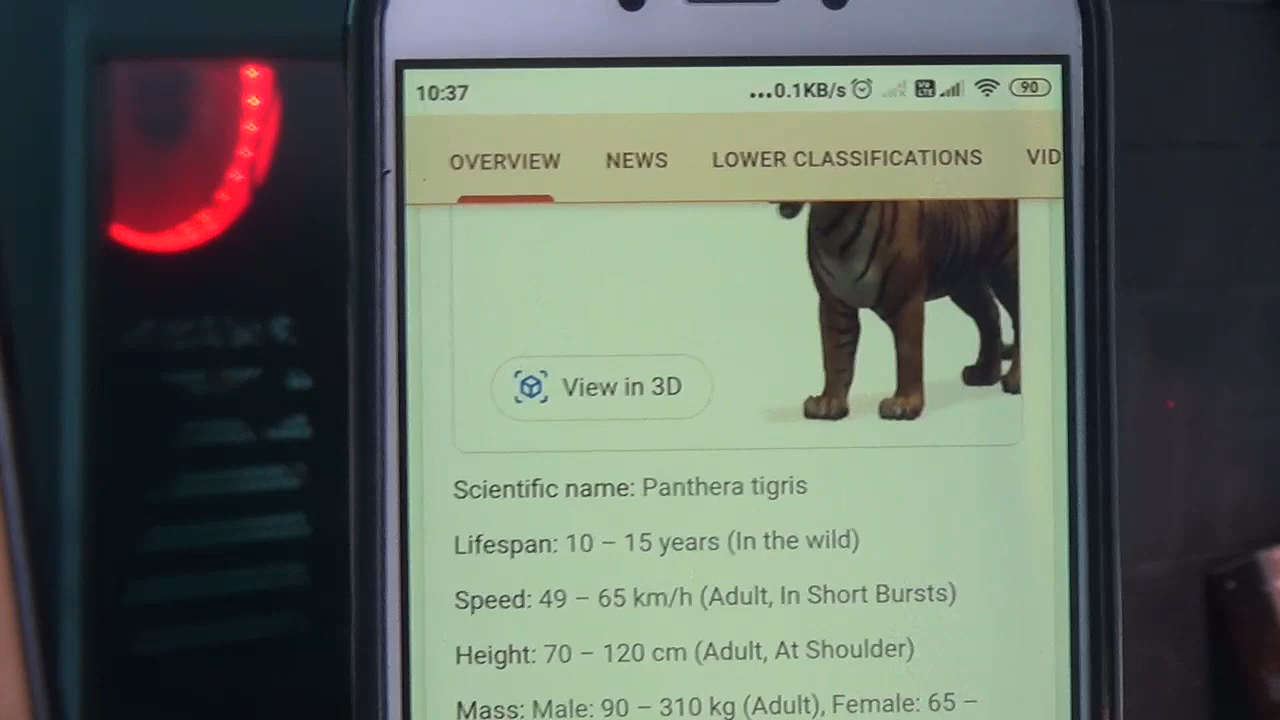 10:37 ...0.1KB/s Vo LTE 90
OVERVIEW NEWS LOWER CLASSIFICATIONS VID
View in 3D
Scientific name: Panthera tigris
Lifespan: 10 – 15 years (In the wild)
Speed: 49 – 65 km/h (Adult, In Short Bursts)
Height: 70 – 120 cm (Adult, At Shoulder)
Mass: Male: 90 – 310 kg (Adult), Female: 65 –